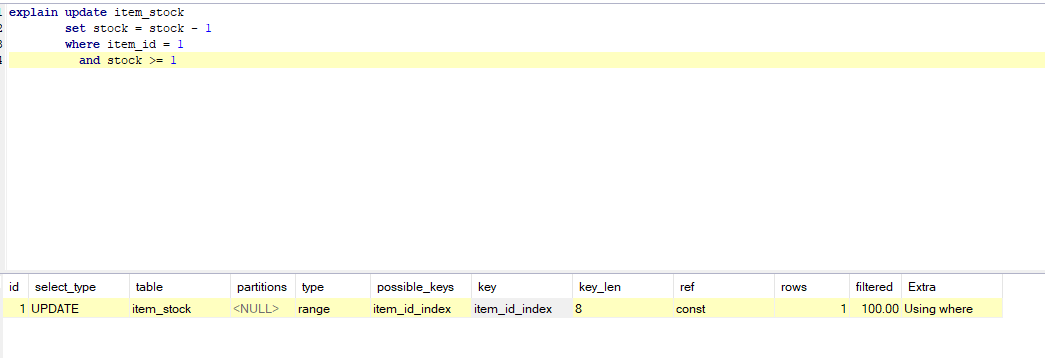 1 explain update item_stock
2 set stock = stock - 1
3 where item_id = 1
4 and stock >= 1
id select_type table partitions type possible_keys key key_len ref rows filtered Extra
1 UPDATE item_stock <NULL> range item_id_index item_id_index 8 const 1 100.00 Using where